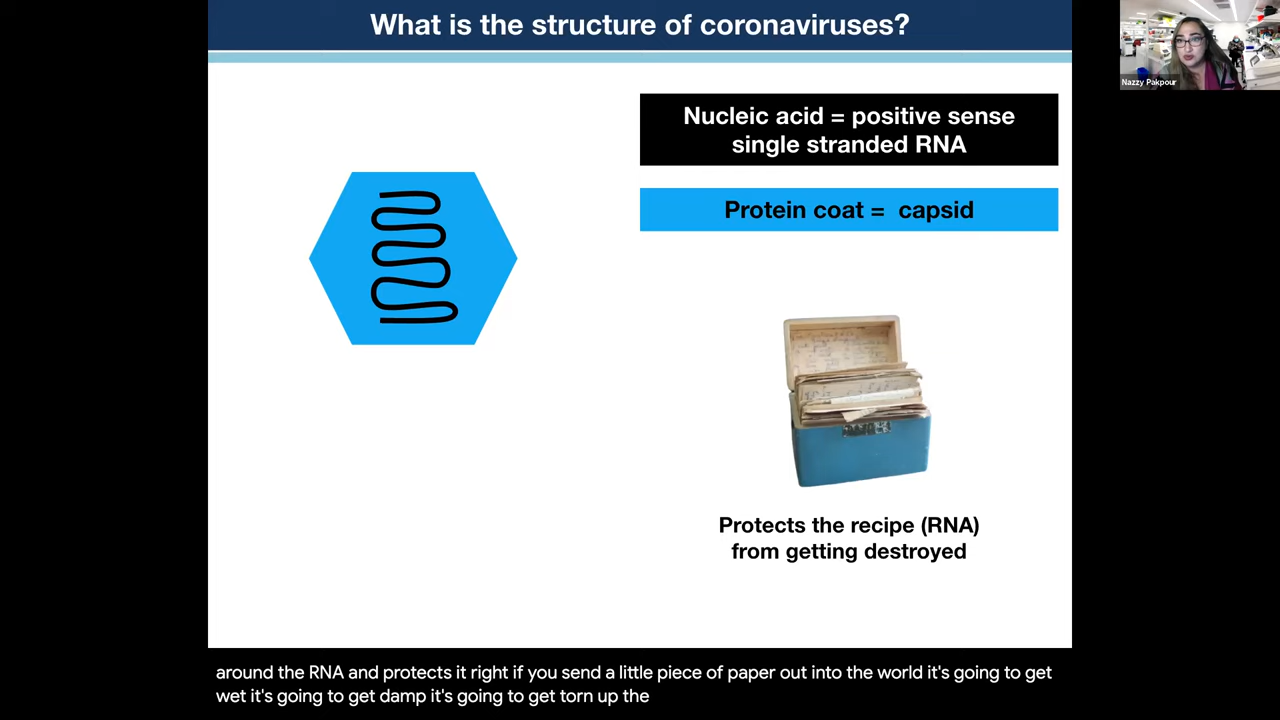 What is the structure of coronaviruses?
Nazzy Pakpour
Nucleic acid = positive sense
single stranded RNA
Protein coat = capsid
Protects the recipe (RNA)
from getting destroyed
around the RNA and protects it right if you send a little piece of paper out into the world it's going to get
wet it's going to get damp it's going to get torn up the